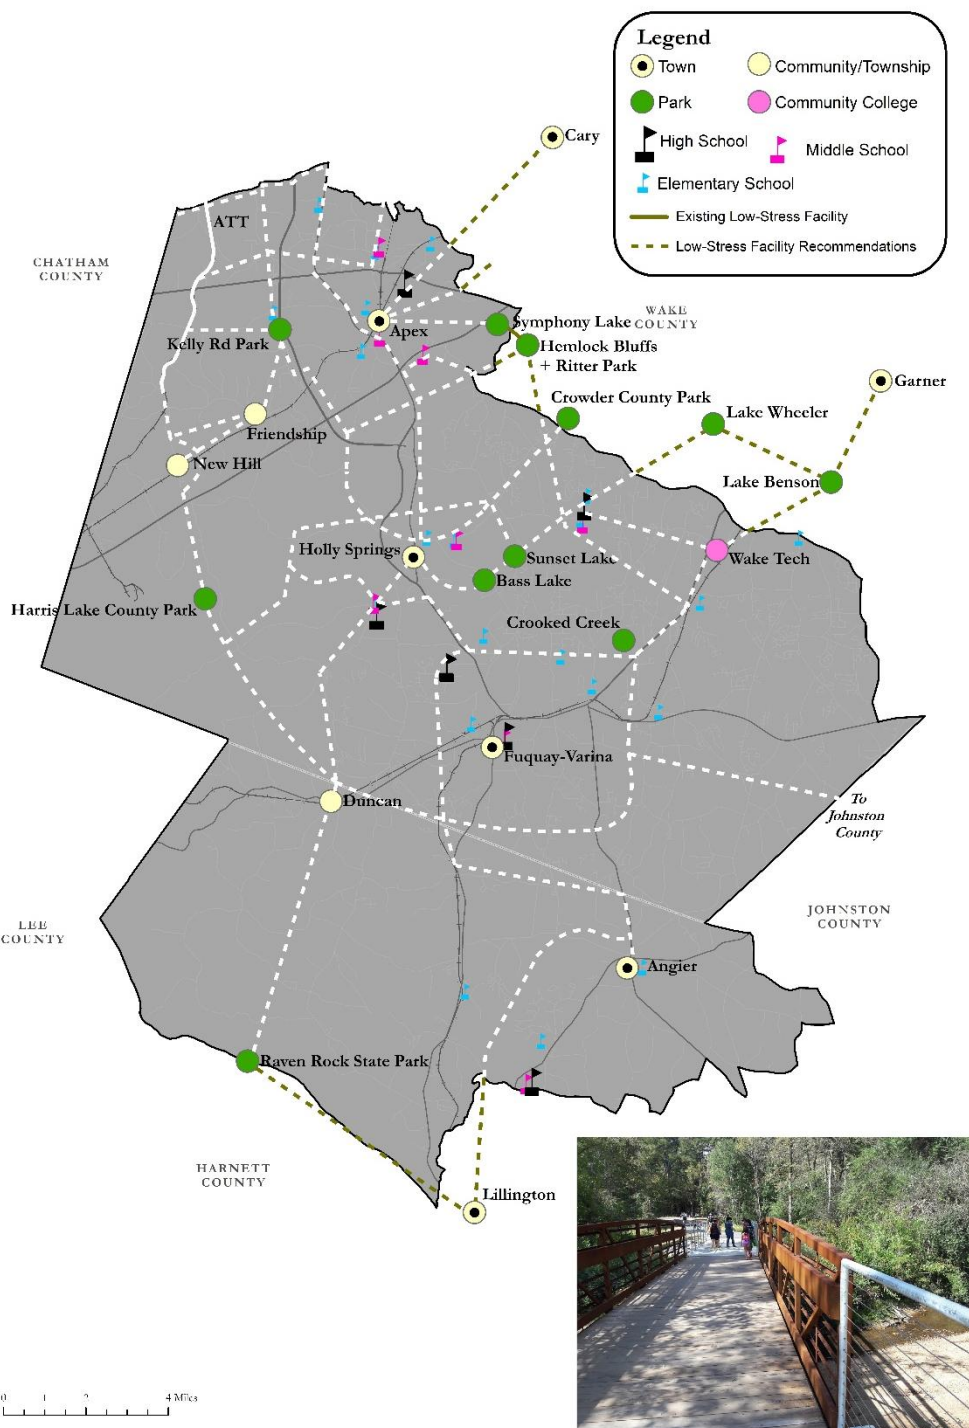 Legend
Town
Community/Township
Park
Community College
High School
Middle School
Elementary School
Existing Low-Stress Facility
Low-Stress Facility Recommendations
Cary
ATT
CHATHAM
COUNTY
WAKE
COUNTY
Apex
Symphony Lake
Kelly Rd Park
Hemlock Bluffs
+ Ritter Park
Garner
Crowder County Park
Lake Wheeler
Friendship
New Hill
Lake Benson
Holly Springs
Sunset Lake
Wake Tech
Bass Lake
Harris Lake County Park
Crooked Creek
Fuquay-Varina
Duncan
To
Johnston
County
JOHNSTON
COUNTY
LEE
COUNTY
Angier
Raven Rock State Park
HARNETT
COUNTY
Lillington
0 1 2 4 Miles